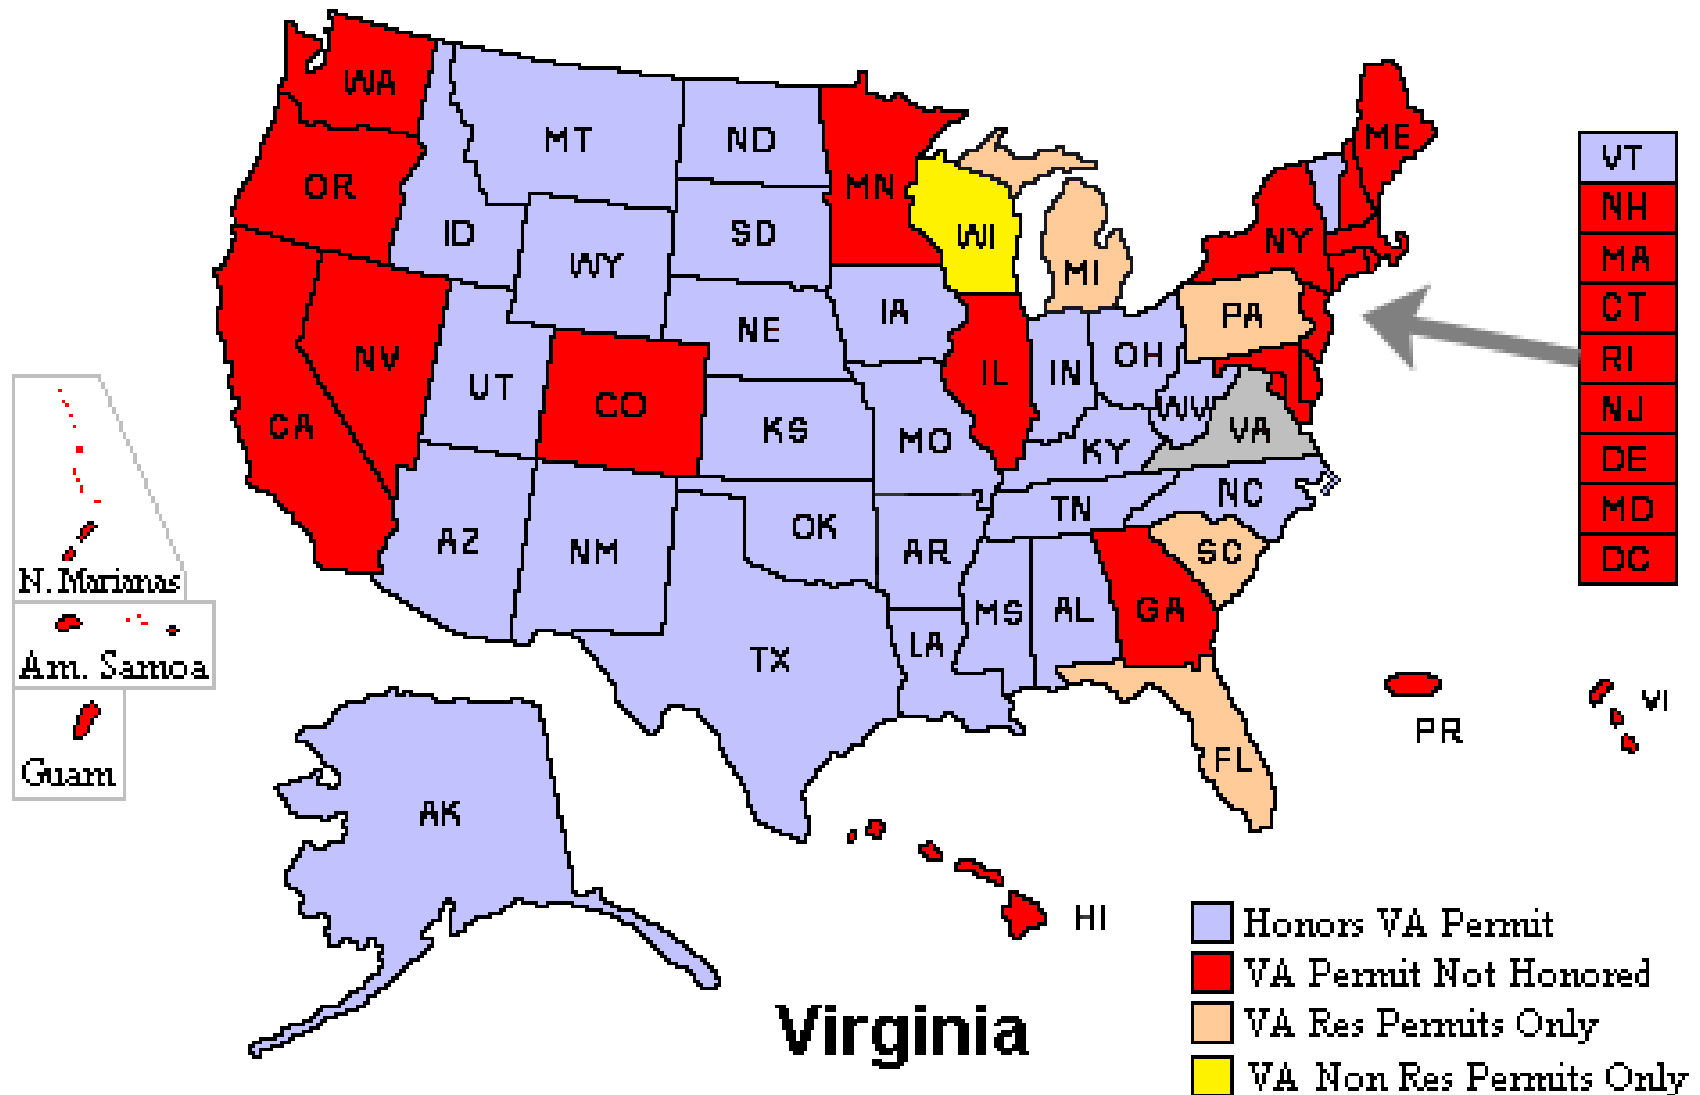 WA
MT
ND
MN
ME
VT
OR
ID
SD
WI
NY
NH
WY
MI
MA
IA
PA
CT
NE
NV
UT
CO
IL
IN
OH
RI
CA
KS
MO
WV
VA
NJ
KY
DE
AZ
NM
OK
TN
NC
MD
AR
SC
DC
N. Marianas
MS
AL
GA
TX
LA
Am. Samoa
PR
VI
Guam
FL
AK
HI
Honors VA Permit
VA Permit Not Honored
VA Res Permits Only
VA Non Res Permits Only
Virginia